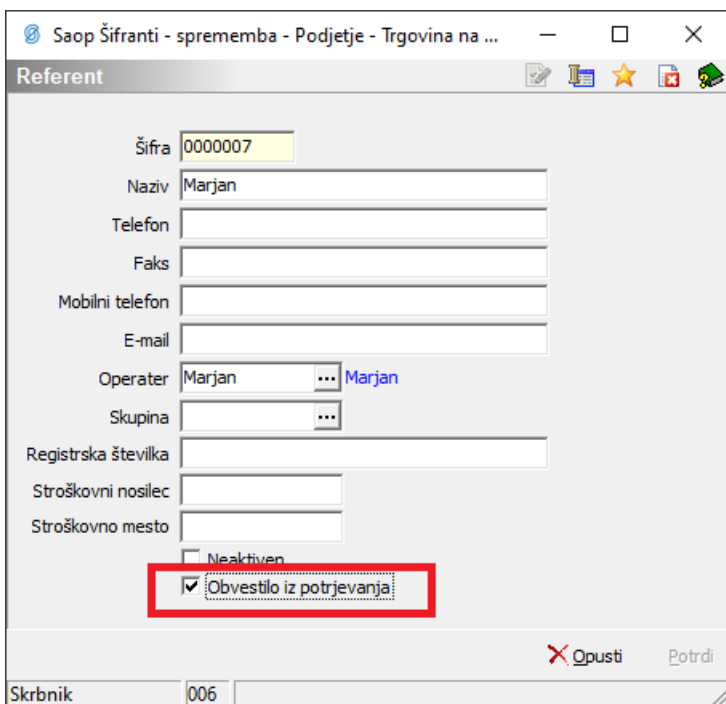 Saop Šifranti - sprememba - Podjetje - Trgovina na ...
Referent
Šifra 0000007
Naziv Marjan
Telefon
Faks
Mobilni telefon
E-mail
Operater Marjan ... Marjan
Skupina ...
Registrska številka
Stroškovni nosilec
Stroškovno mesto
Neaktiven
Obvestilo iz potrjevanja
Opusti Potrdi
Skrbnik 006